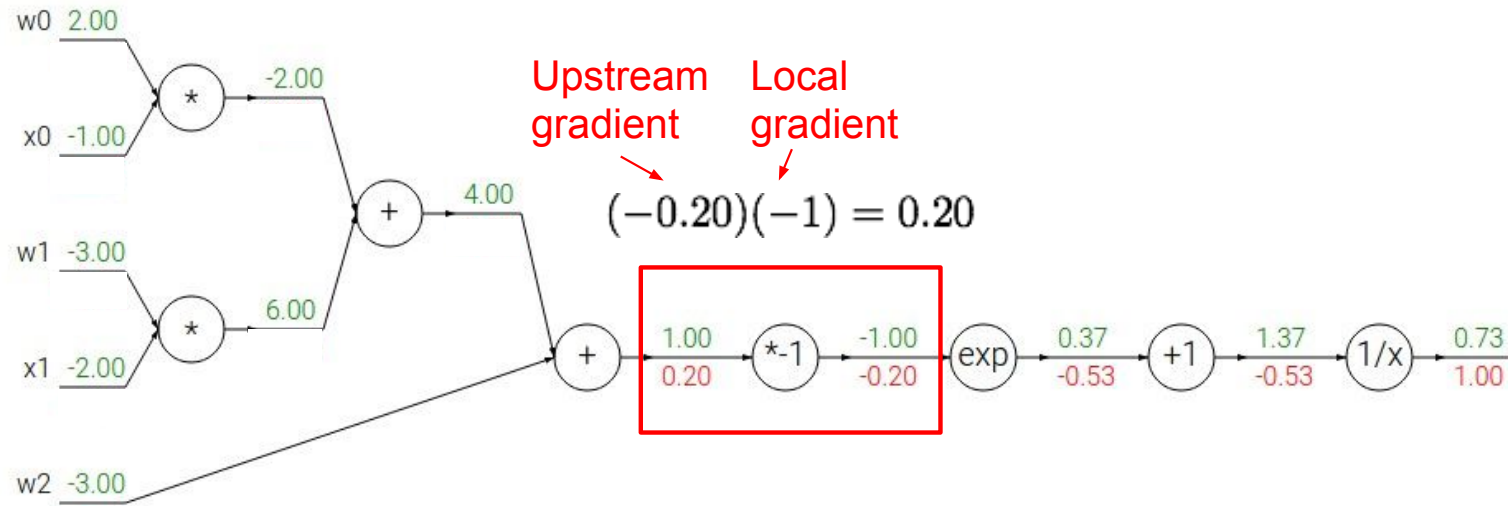 w0 2.00
*
-2.00
x0 -1.00
Upstream gradient
Local gradient
(−0.20)(−1) = 0.20
+
4.00
w1 -3.00
*
6.00
x1 -2.00
+
1.00
0.20
*-1
-1.00
-0.20
exp
0.37
-0.53
+1
1.37
-0.53
1/x
0.73
1.00
w2 -3.00